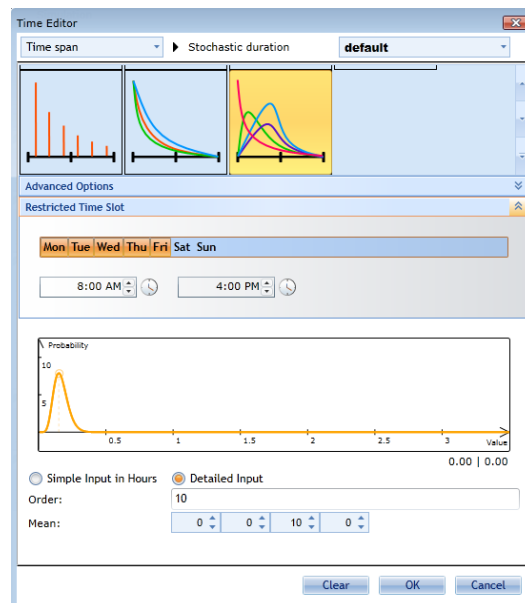 Time Editor
Time span Stochastic duration default
Advanced Options
Restricted Time Slot
Mon Tue Wed Thu Fri Sat Sun
8:00 AM 4:00 PM
Probability
10
5
0.5 1 1.5 2 2.5 3 Value
0.00 | 0.00
Simple Input in Hours Detailed Input
Order: 10
Mean: 0 0 10 0
Clear OK Cancel